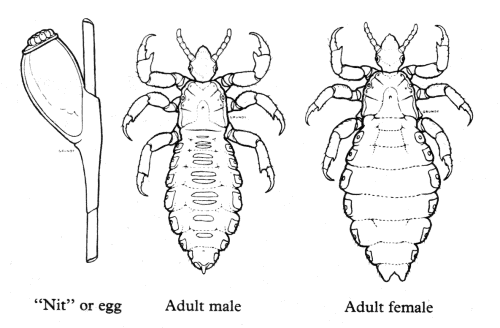 "Nit" or egg
Adult male
Adult female